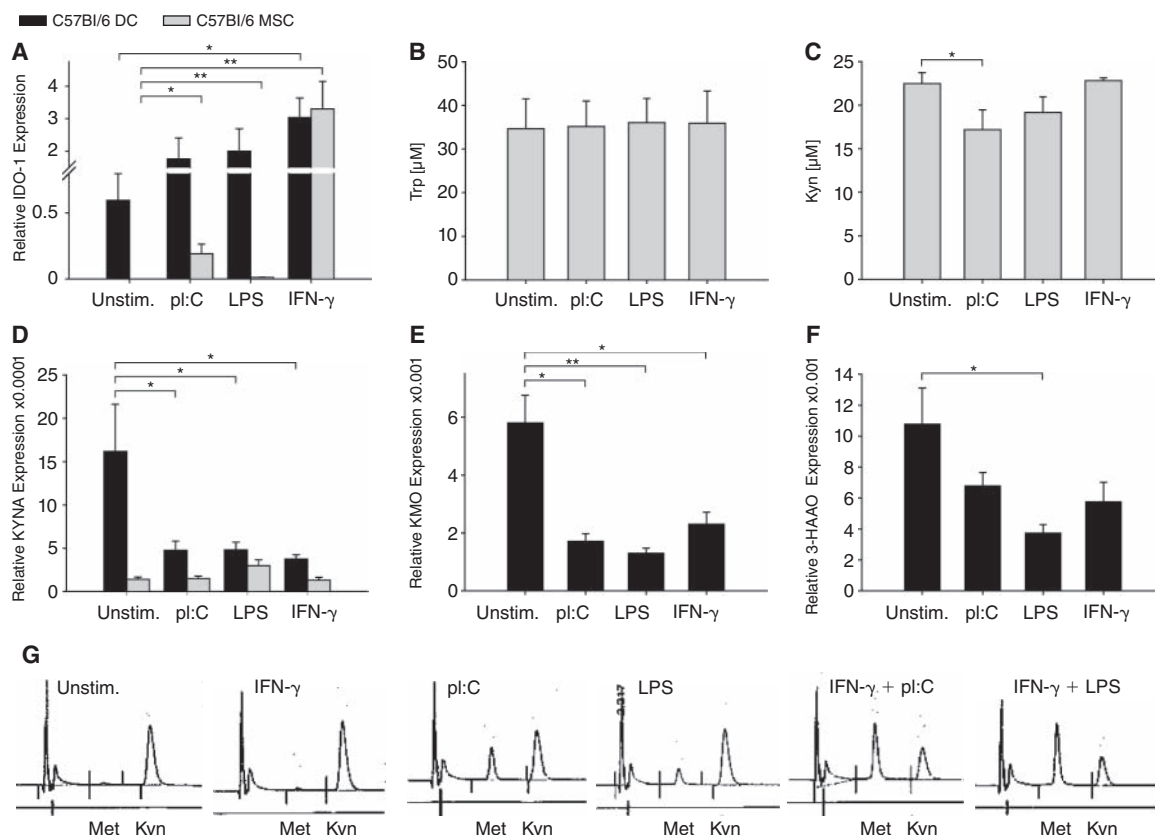 C57Bl/6 DC C57Bl/6 MSC
A
Relative IDO-1 Expression
4
3
2
0.5
0
*
**
**
*
Unstim. pI:C LPS IFN-γ
B
Trp [µM]
50
40
30
20
10
0
Unstim. pI:C LPS IFN-γ
C
Kyn [µM]
25
20
15
10
5
0
*
Unstim. pI:C LPS IFN-γ
D
Relative KYNA Expression x0.0001
25
20
15
10
5
0
*
*
*
Unstim. pI:C LPS IFN-γ
E
Relative KMO Expression x0.001
6
4
2
0
*
**
*
Unstim. pI:C LPS IFN-γ
F
Relative 3-HAAO Expression x0.001
14
12
10
8
6
4
2
0
*
Unstim. pI:C LPS IFN-γ
G
Unstim. IFN-γ pI:C LPS IFN-γ + pI:C IFN-γ + LPS
Met Kyn Met Kyn Met Kyn Met Kyn Met Kyn Met Kyn